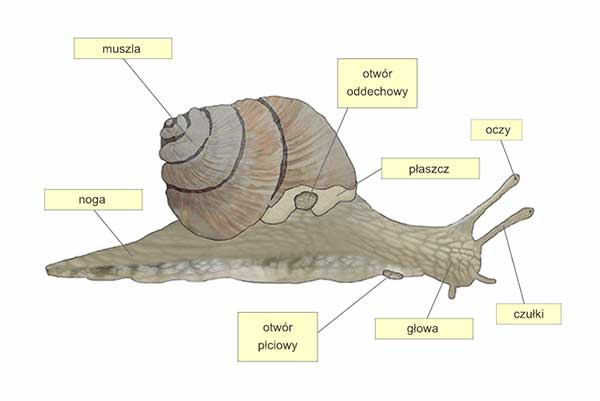 muszla
otwór
oddechowy
oczy
płaszcz
noga
czułki
otwór
płciowy
głowa